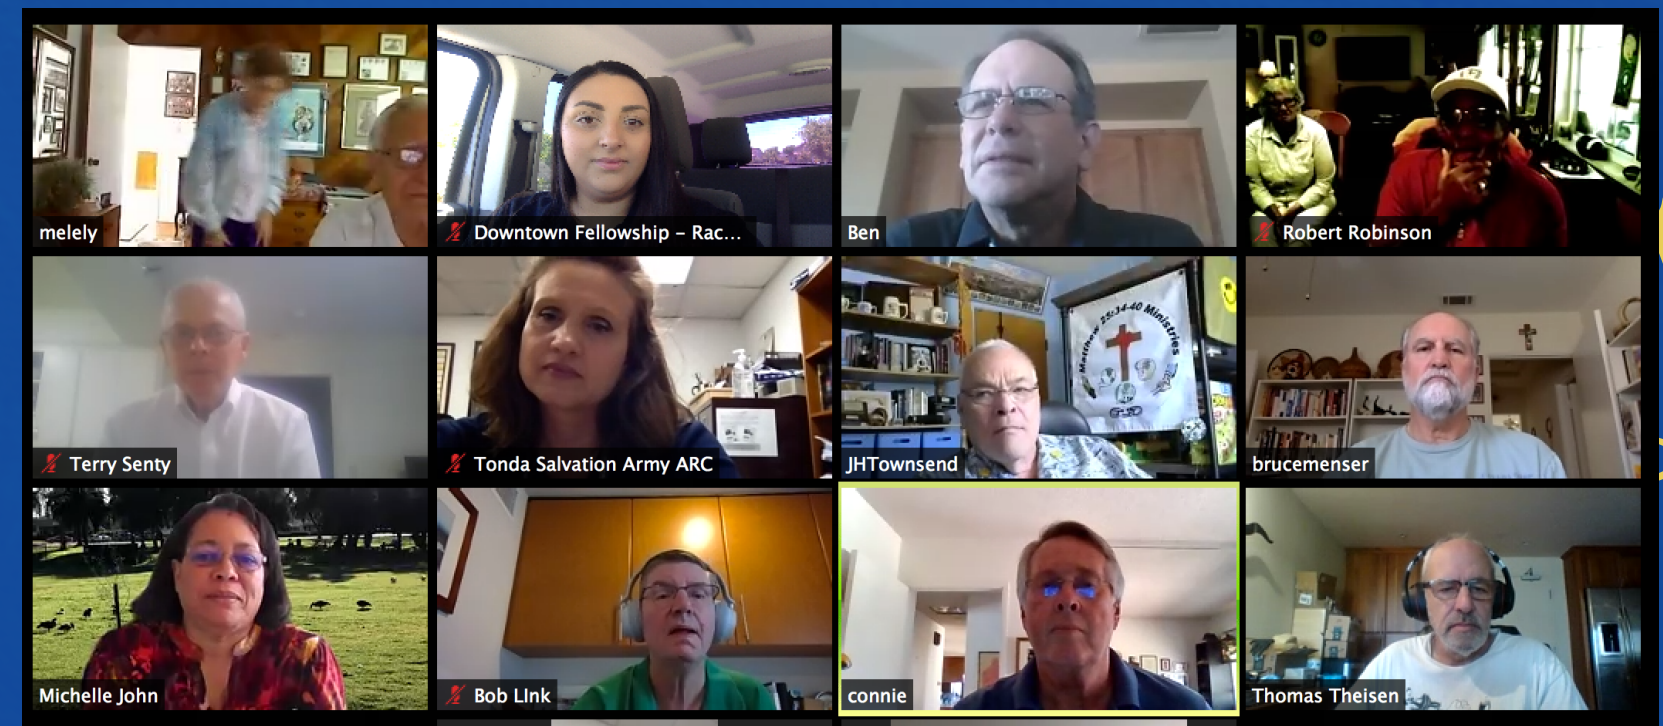 melely
Downtown Fellowship – Rac...
Ben
Robert Robinson
Terry Senty
Tonda Salvation Army ARC
Matthew 25:34-40 Ministries
JHTownsend
brucemenser
Michelle John
Bob LInk
connie
Thomas Theisen